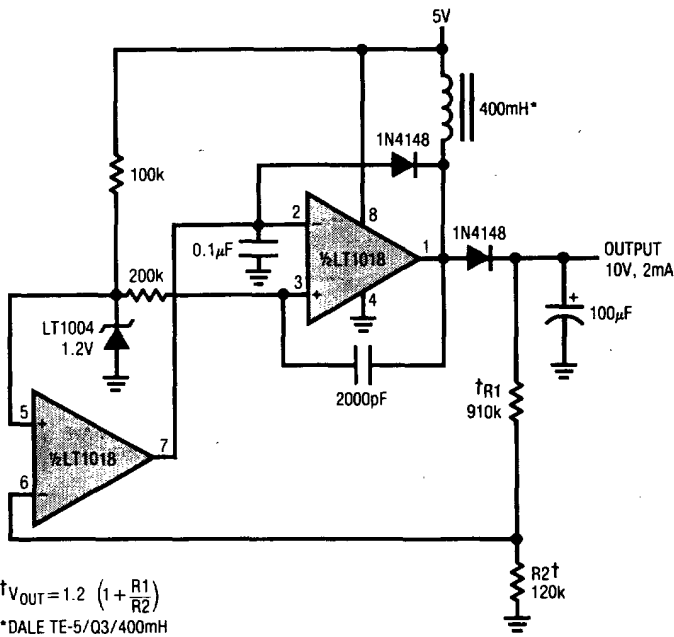 5V
400mH*
1N4148
100k
2
8
1N4148
0.1µF
−
½LT1018
1
OUTPUT
10V, 2mA
200k
3
+
4
+
100µF
LT1004
1.2V
2000pF
†R1
910k
5
+
½LT1018
7
6
−
R2†
120k
†VOUT = 1.2 (1 + R1/R2)
*DALE TE-5/Q3/400mH